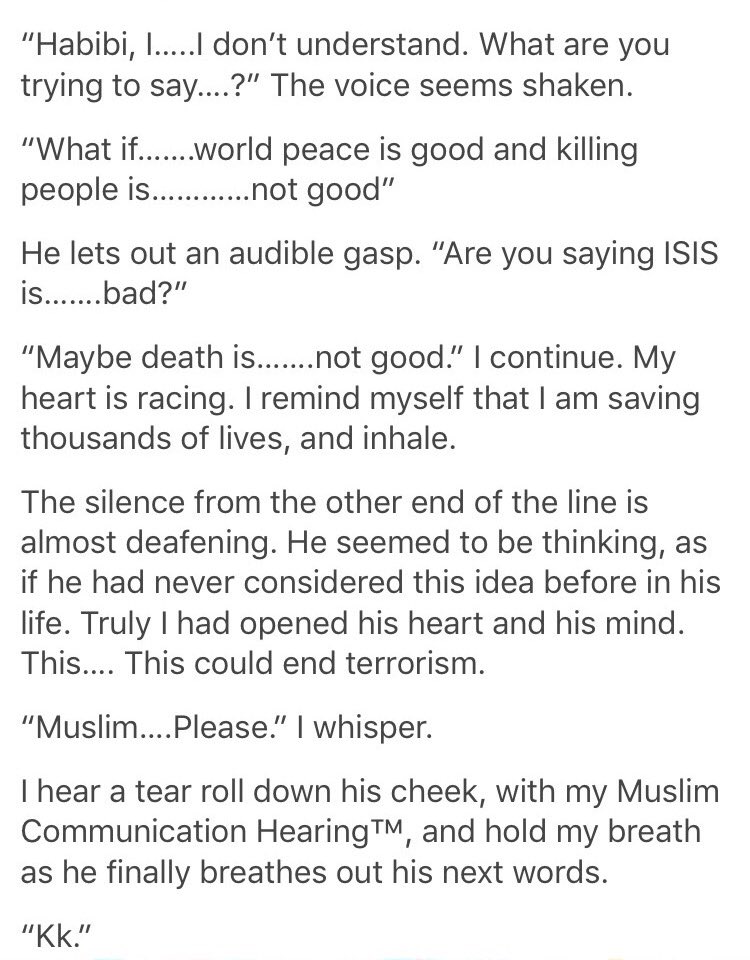 “Habibi, I.....I don’t understand. What are you
trying to say....?” The voice seems shaken.
“What if.......world peace is good and killing
people is............not good”
He lets out an audible gasp. “Are you saying ISIS
is.......bad?”
“Maybe death is.......not good.” I continue. My
heart is racing. I remind myself that I am saving
thousands of lives, and inhale.
The silence from the other end of the line is
almost deafening. He seemed to be thinking, as
if he had never considered this idea before in his
life. Truly I had opened his heart and his mind.
This.... This could end terrorism.
“Muslim....Please.” I whisper.
I hear a tear roll down his cheek, with my Muslim
Communication Hearing™, and hold my breath
as he finally breathes out his next words.
“Kk.”